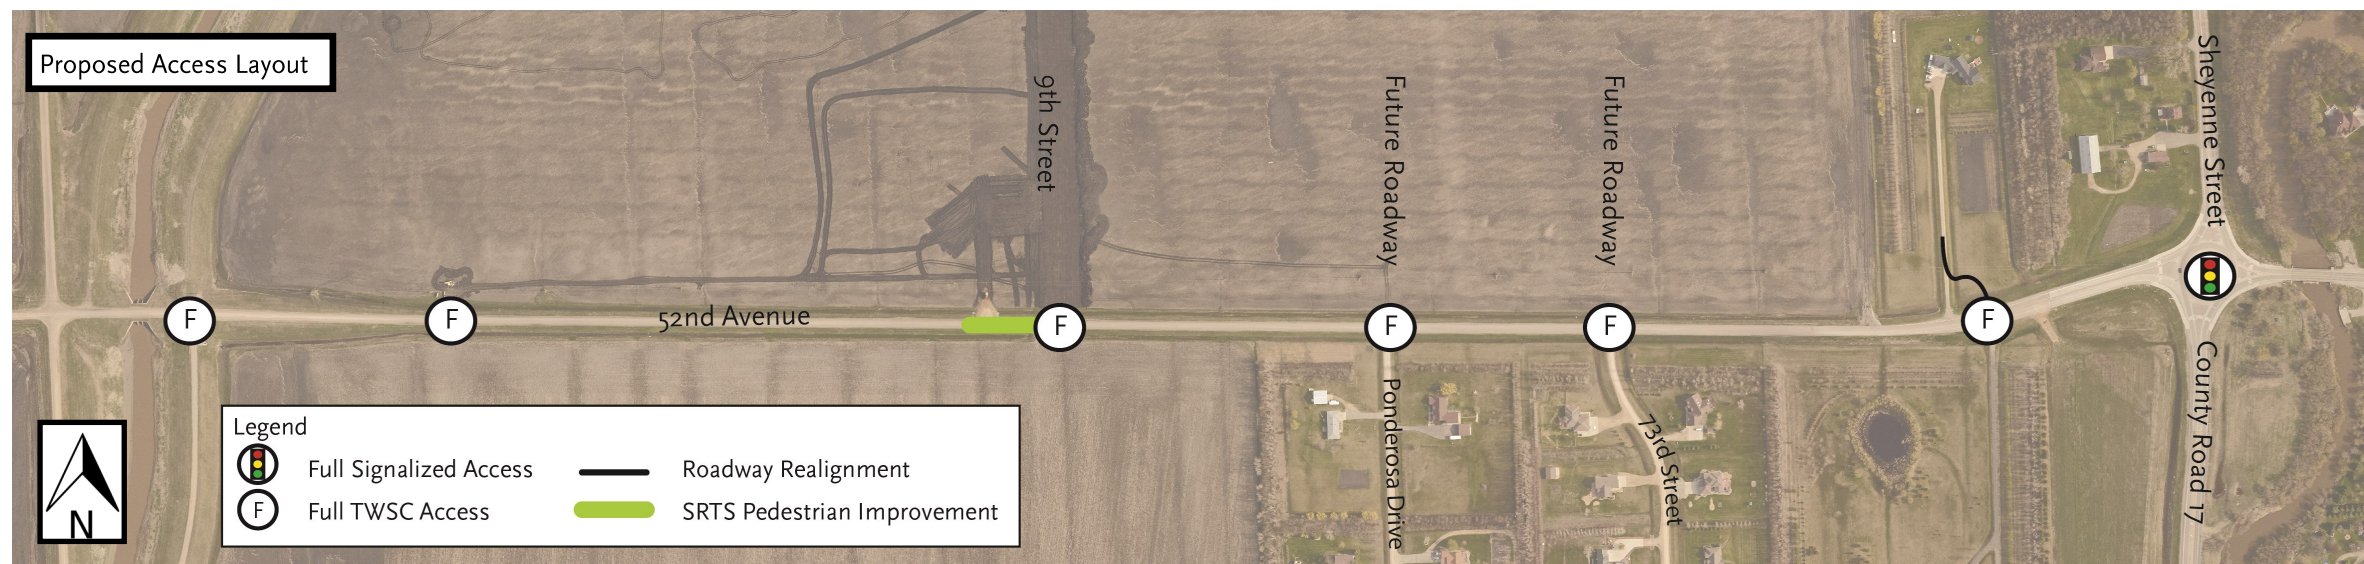 Proposed Access Layout
9th Street
Future Roadway
Future Roadway
Sheyenne Street
F
F
52nd Avenue
F
F
F
F
Ponderosa Drive
73rd Street
County Road 17
N
Legend
Full Signalized Access
Roadway Realignment
F
Full TWSC Access
SRTS Pedestrian Improvement